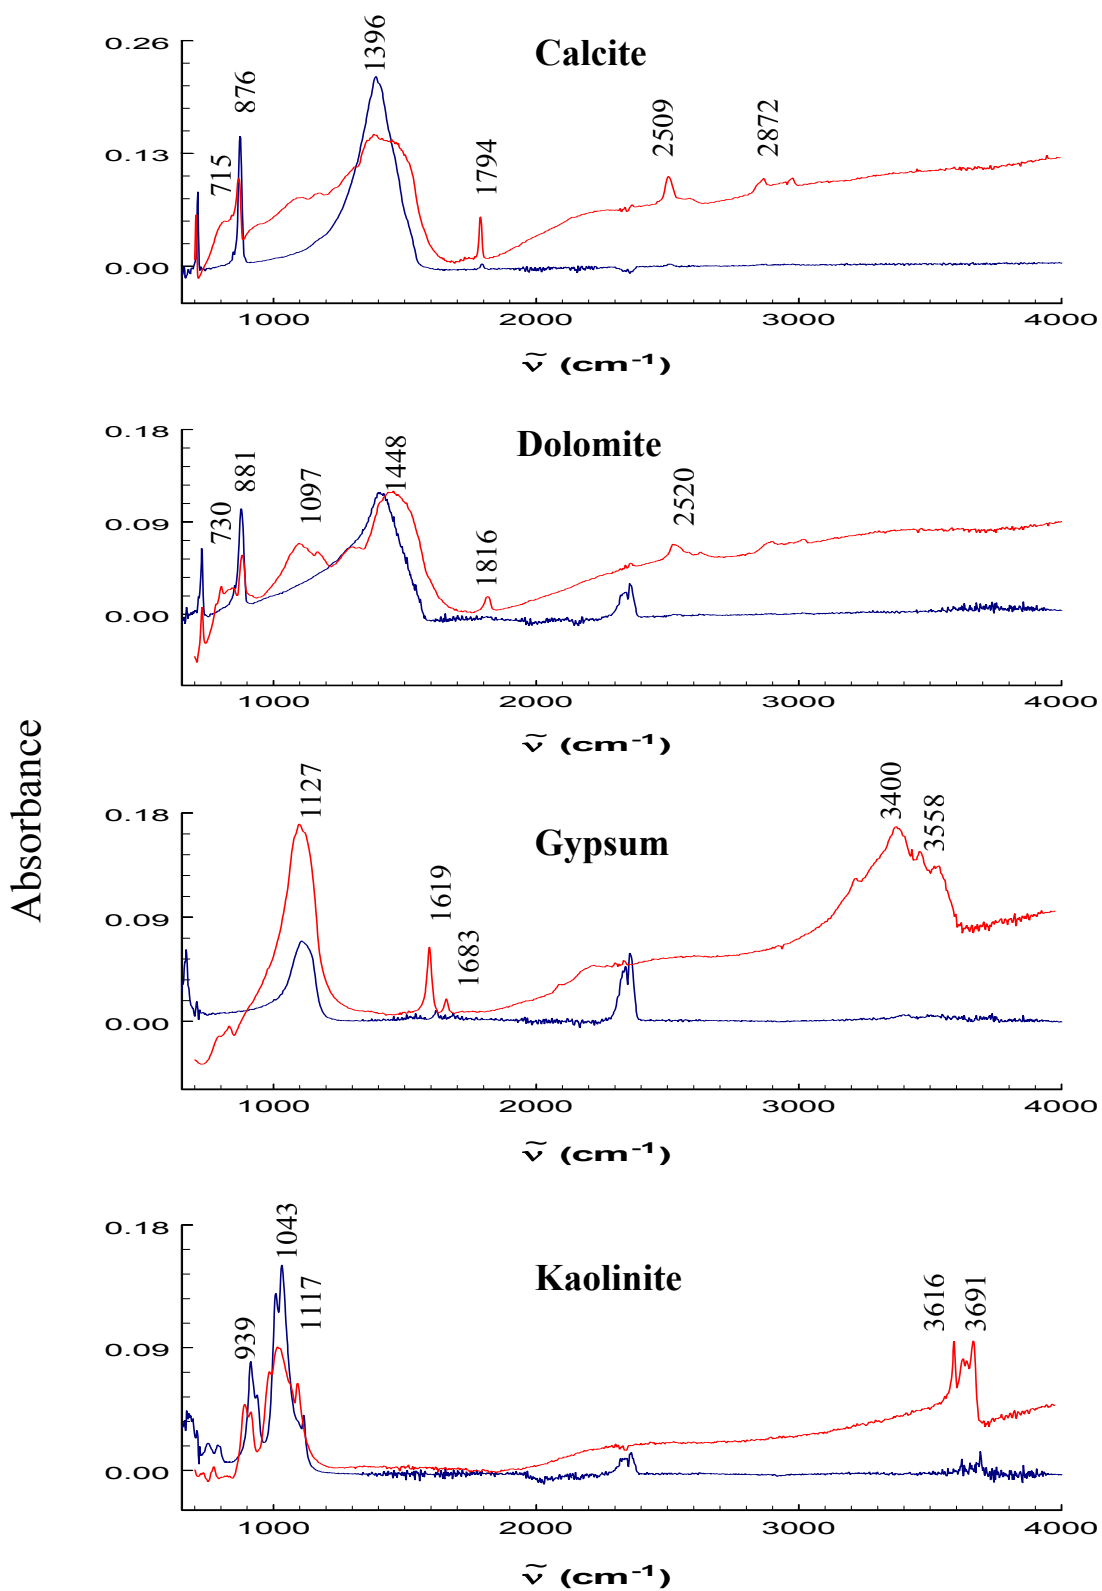 Absorbance
Calcite
0.26
0.13
0.00
715
876
1396
1794
2509
2872
1000 2000 3000 4000
ν̃ (cm⁻¹)
Dolomite
0.18
0.09
0.00
730
881
1097
1448
1816
2520
1000 2000 3000 4000
ν̃ (cm⁻¹)
Gypsum
0.18
0.09
0.00
1127
1619
1683
3400
3558
1000 2000 3000 4000
ν̃ (cm⁻¹)
Kaolinite
0.18
0.09
0.00
939
1043
1117
3616
3691
1000 2000 3000 4000
ν̃ (cm⁻¹)